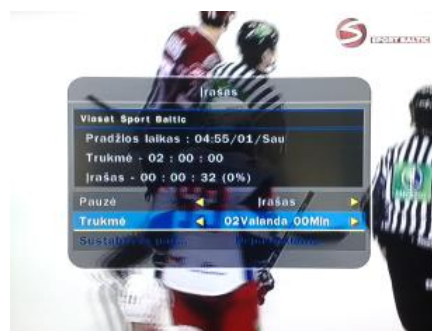 SPORT BALTIC
Įrašas
Viasat Sport Baltic
Pradžios laikas : 04:55/01/Sau
Trukmė - 02 : 00 : 00
Įrašas - 00 : 00 : 32 (0%)
Pauzė Įrašas
Trukmė 02Valanda 00Min